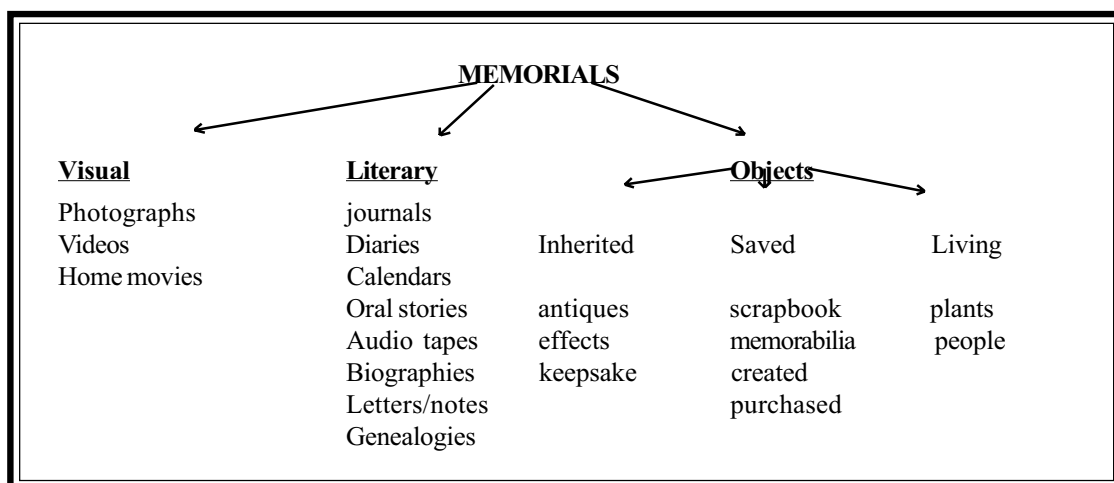 MEMORIALS
Visual
Photographs
Videos
Home movies
Literary
journals
Diaries
Calendars
Oral stories
Audio tapes
Biographies
Letters/notes
Genealogies
Objects
Inherited
antiques
effects
keepsake
Saved
scrapbook
memorabilia
created
purchased
Living
plants
people